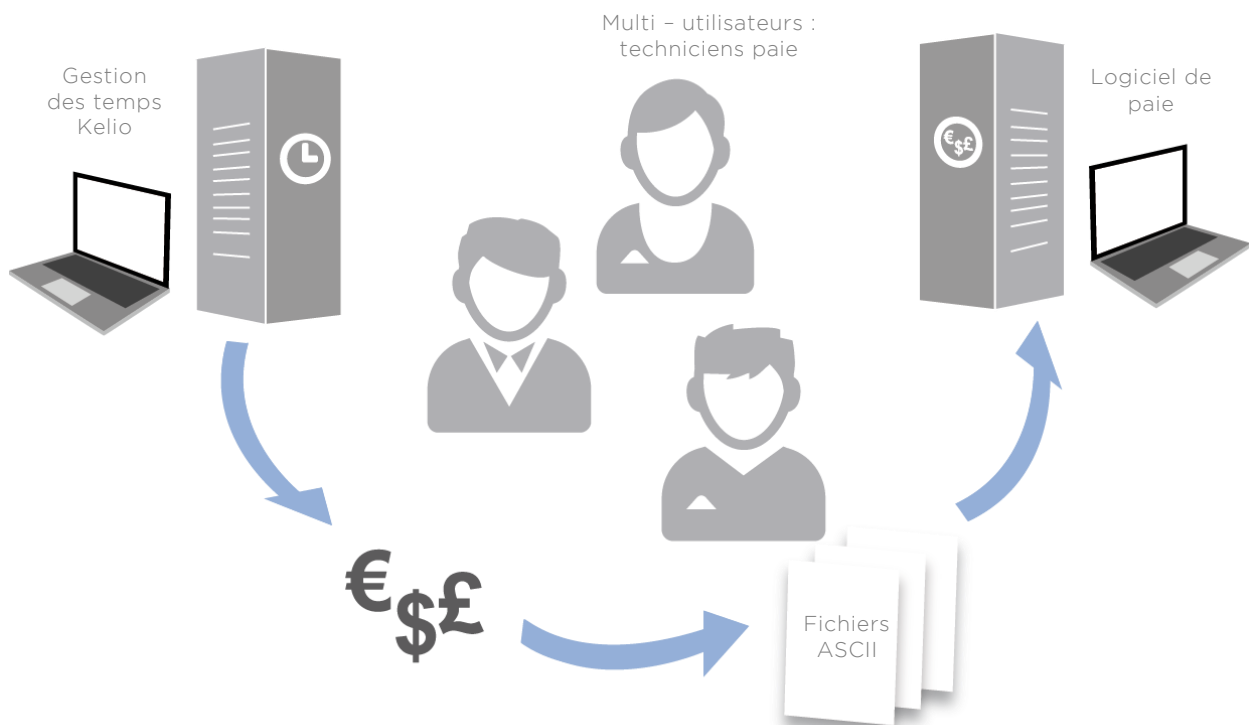 Multi – utilisateurs :
techniciens paie
Gestion
des temps
Kelio
Logiciel de
paie
€$£
€$£
Fichiers
ASCII